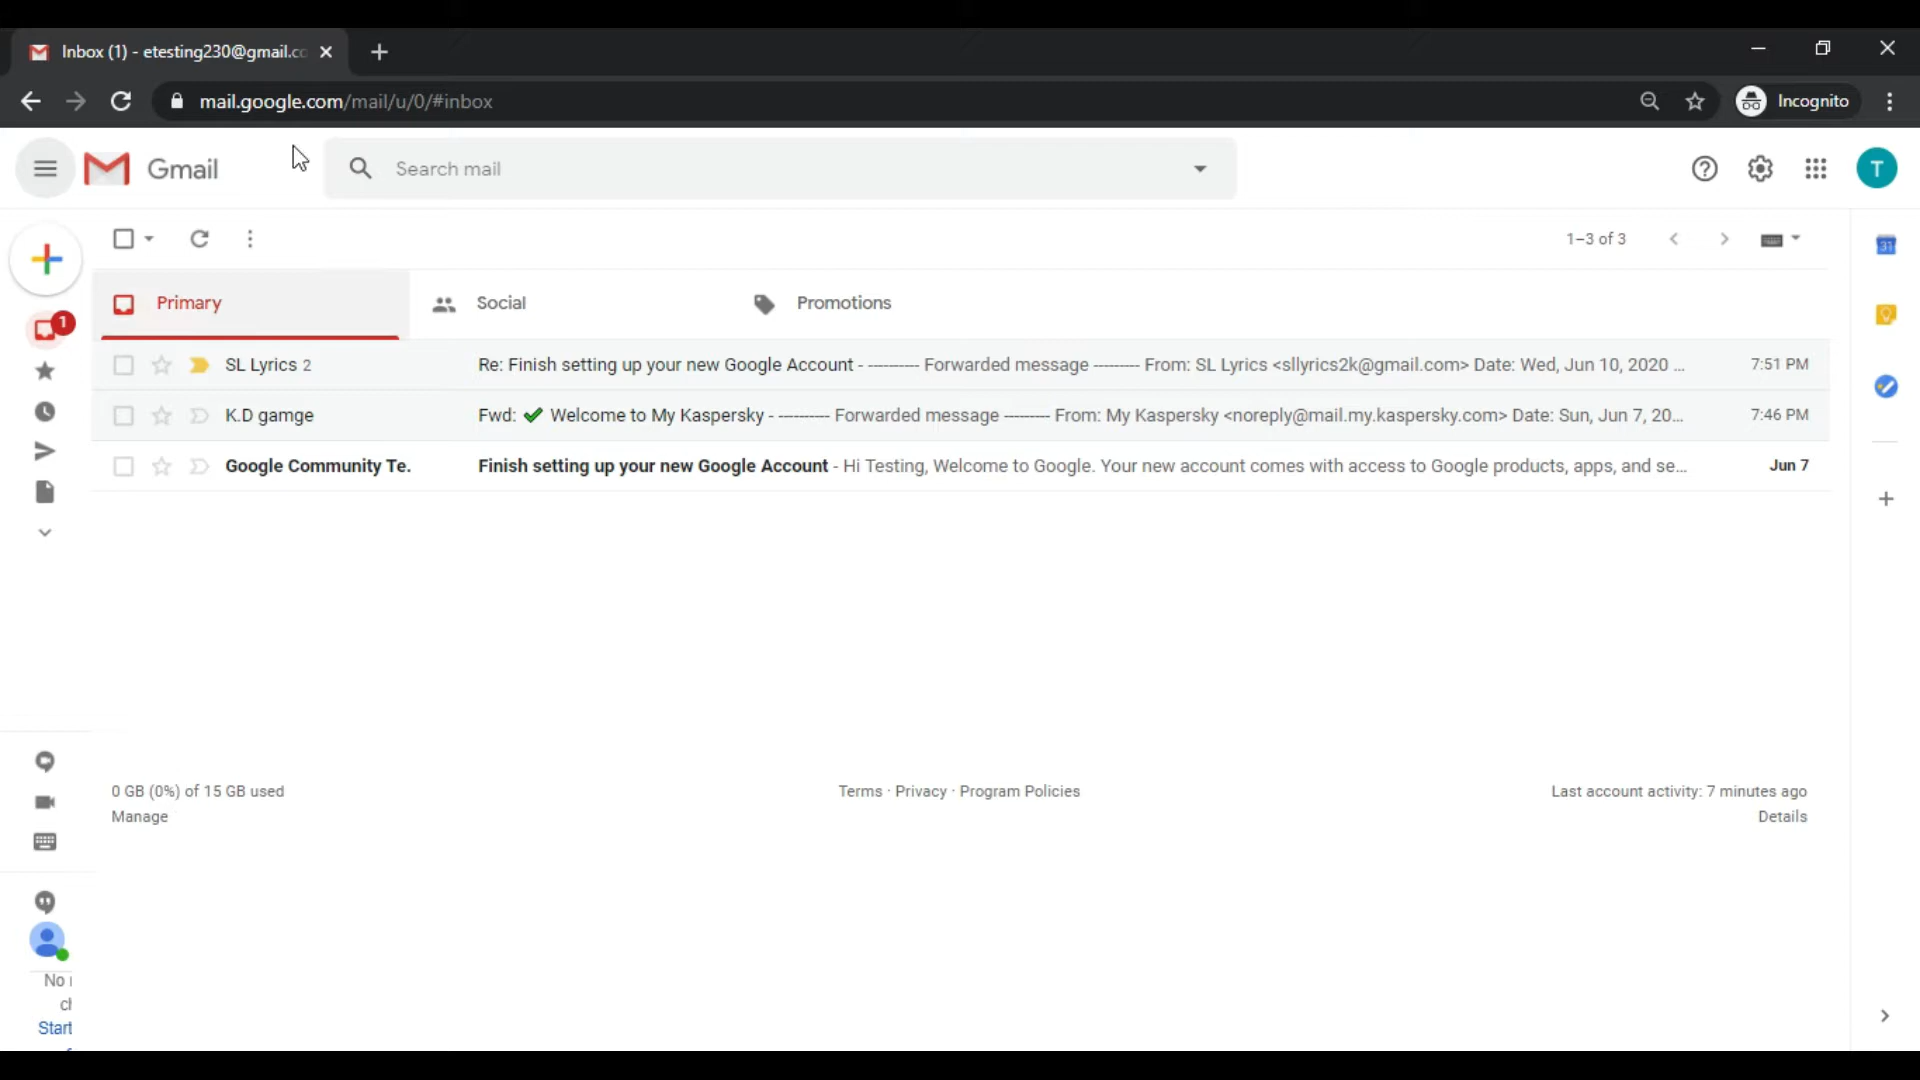 Inbox (1) - etesting230@gmail.cc
mail.google.com/mail/u/0/#inbox
Incognito
Gmail
Search mail
T
1–3 of 3
Primary
Social
Promotions
31
1
SL Lyrics 2
Re: Finish setting up your new Google Account - ---------- Forwarded message --------- From: SL Lyrics <sllyrics2k@gmail.com> Date: Wed, Jun 10, 2020 ...
7:51 PM
K.D gamge
Fwd: ✔ Welcome to My Kaspersky - ---------- Forwarded message --------- From: My Kaspersky <noreply@mail.my.kaspersky.com> Date: Sun, Jun 7, 20...
7:46 PM
Google Community Te.
Finish setting up your new Google Account - Hi Testing, Welcome to Google. Your new account comes with access to Google products, apps, and se...
Jun 7
0 GB (0%) of 15 GB used
Manage
Terms · Privacy · Program Policies
Last account activity: 7 minutes ago
Details
No
Start